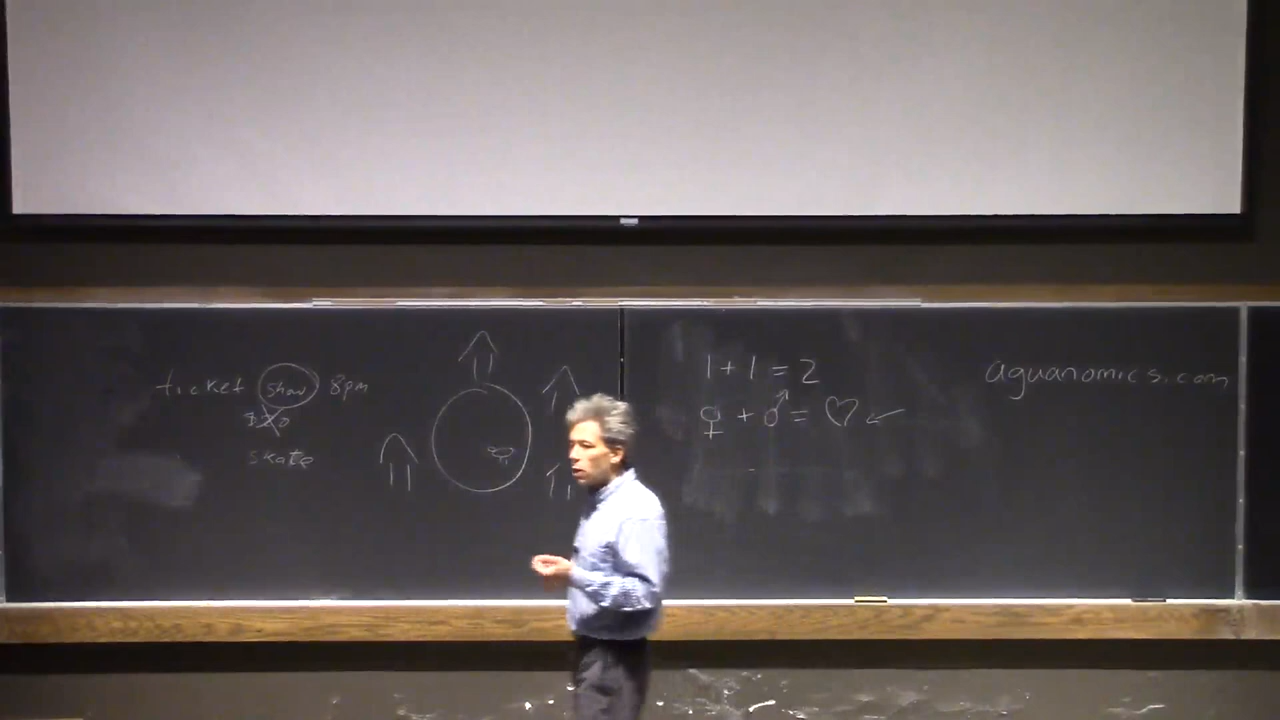 ticket show 8pm
$20
skate
1 + 1 = 2
♀ + ♂ = ♡ ←
aguanomics.com